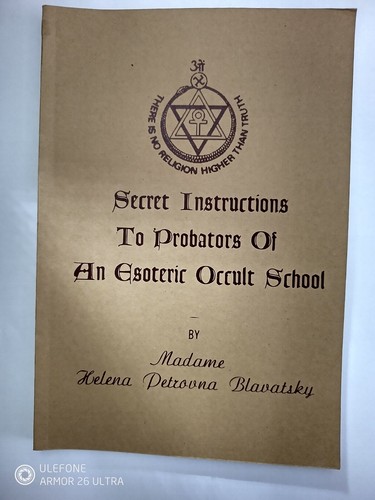 ओं
THERE IS NO RELIGION HIGHER THAN TRUTH
Secret Instructions
To Probators Of
An Esoteric Occult School
BY
Madame
Helena Petrovna Blavatsky
ULEFONE
ARMOR 26 ULTRA